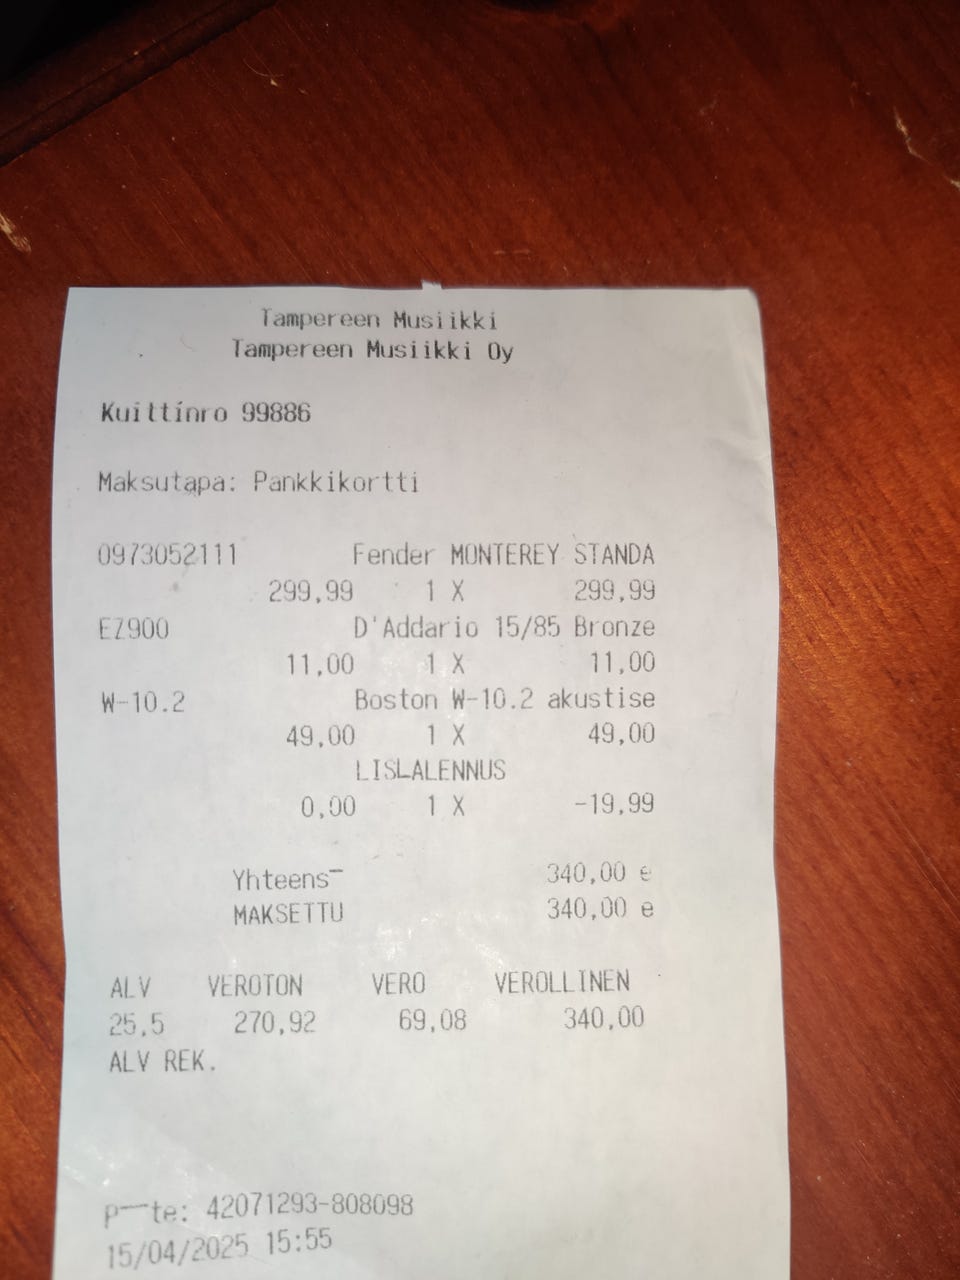 Tampereen Musiikki
Tampereen Musiikki Oy
Kuittinro 99886
Maksutapa: Pankkikortti
0973052111 Fender MONTEREY STANDA
299,99 1 X 299,99
EZ900 D'Addario 15/85 Bronze
11,00 1 X 11,00
W-10.2 Boston W-10.2 akustise
49,00 1 X 49,00
LISLALENNUS
0,00 1 X -19,99
Yhteens¯ 340,00 e
MAKSETTU 340,00 e
ALV VEROTON VERO VEROLLINEN
25,5 270,92 69,08 340,00
ALV REK.
p¯¯te: 42071293-808098
15/04/2025 15:55